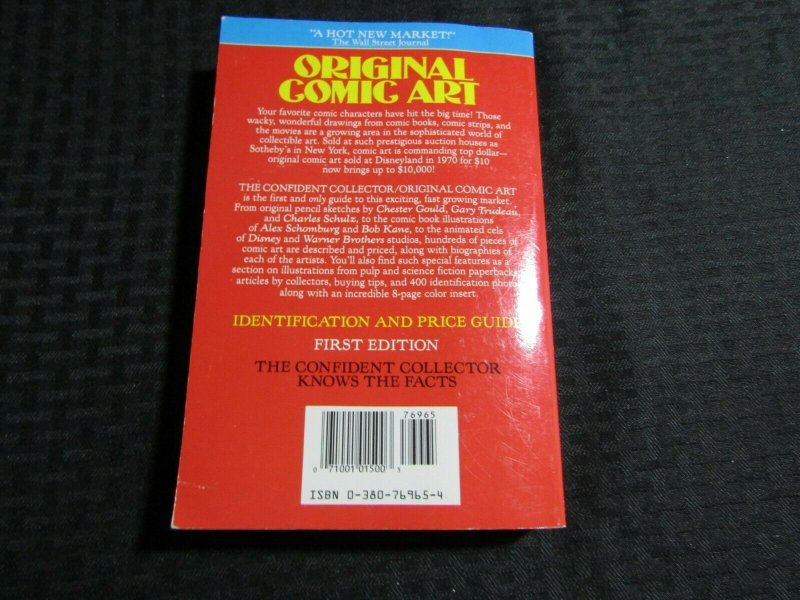 "A HOT NEW MARKET!"
The Wall Street Journal
ORIGINAL
COMIC ART
Your favorite comic characters have hit the big time! Those
wacky, wonderful drawings from comic books, comic strips, and
the movies are a growing area in the sophisticated world of
collectible art. Sold at such prestigious auction houses as
Sotheby's in New York, comic art is commanding top dollar—
original comic art sold at Disneyland in 1970 for $10
now brings up to $10,000!
THE CONFIDENT COLLECTOR/ORIGINAL COMIC ART
is the first and only guide to this exciting, fast growing market.
From original pencil sketches by Chester Gould, Gary Trudeau,
and Charles Schulz, to the comic book illustrations
of Alex Schomburg and Bob Kane, to the animated cels
of Disney and Warner Brothers studios, hundreds of pieces of
comic art are described and priced, along with biographies of
each of the artists. You'll also find such special features as a
section on illustrations from pulp and science fiction paperbacks,
articles by collectors, buying tips, and 400 identification photos
along with an incredible 8-page color insert.
IDENTIFICATION AND PRICE GUIDE
FIRST EDITION
THE CONFIDENT COLLECTOR
KNOWS THE FACTS
76965
0 71001 01500 5
ISBN 0-380-76965-4